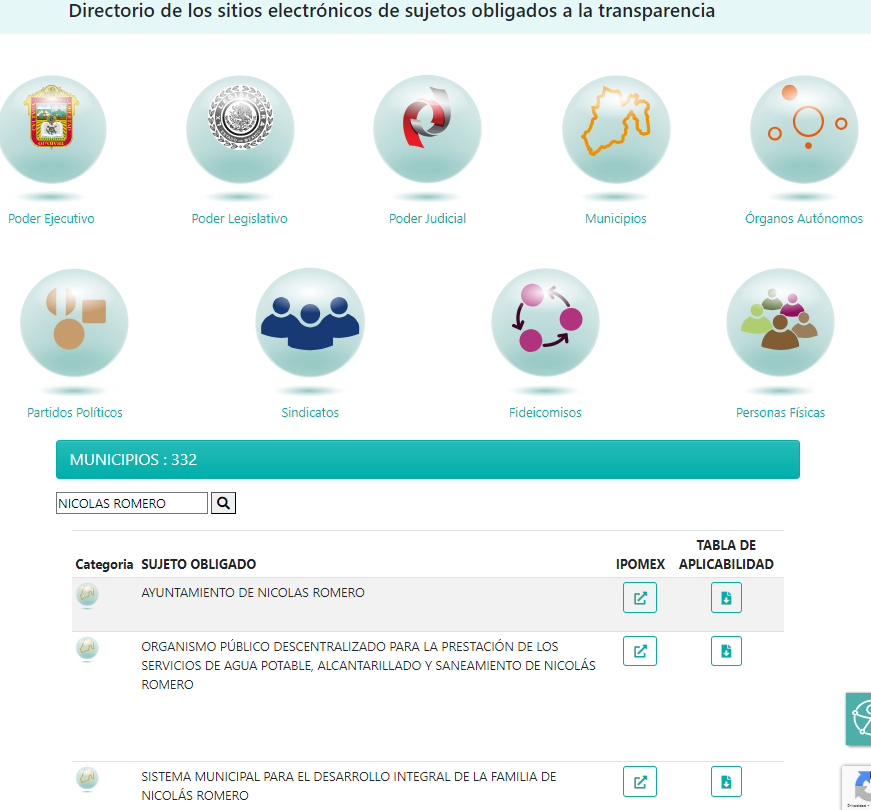 Directorio de los sitios electrónicos de sujetos obligados a la transparencia
Poder Ejecutivo
Poder Legislativo
Poder Judicial
Municipios
Órganos Autónomos
Partidos Políticos
Sindicatos
Fideicomisos
Personas Físicas
MUNICIPIOS : 332
NICOLAS ROMERO
Categoria SUJETO OBLIGADO IPOMEX TABLA DE
APLICABILIDAD
AYUNTAMIENTO DE NICOLAS ROMERO
ORGANISMO PÚBLICO DESCENTRALIZADO PARA LA PRESTACIÓN DE LOS
SERVICIOS DE AGUA POTABLE, ALCANTARILLADO Y SANEAMIENTO DE NICOLÁS
ROMERO
SISTEMA MUNICIPAL PARA EL DESARROLLO INTEGRAL DE LA FAMILIA DE
NICOLÁS ROMERO